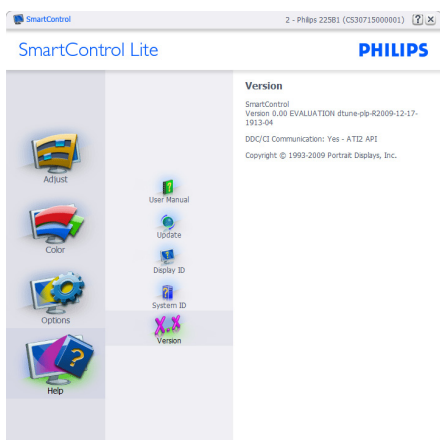 SmartControl
2 - Philips 225B1 (CS30715000001) ? X
SmartControl Lite
PHILIPS
Version
SmartControl
Version 0.00 EVALUATION dtune-plp-R2009-12-17-
1913-04
DDC/CI Communication: Yes - ATI2 API
Copyright © 1993-2009 Portrait Displays, Inc.
Adjust
Color
Options
Help
User Manual
Update
Display ID
System ID
X.X
Version